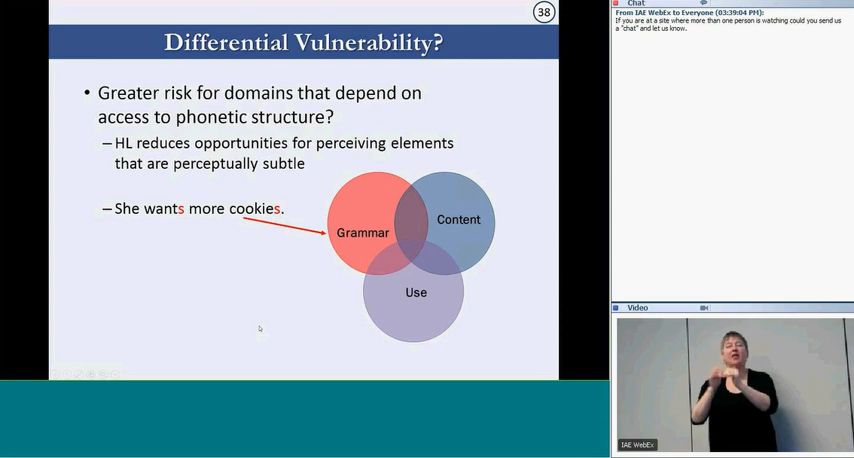 38
Differential Vulnerability?
• Greater risk for domains that depend on
access to phonetic structure?
– HL reduces opportunities for perceiving elements
that are perceptually subtle
– She wants more cookies.
Grammar
Content
Use
Chat
From IAE WebEx to Everyone (03:39:04 PM):
If you are at a site where more than one person is watching could you send us
a "chat" and let us know.
Video
IAE WebEx